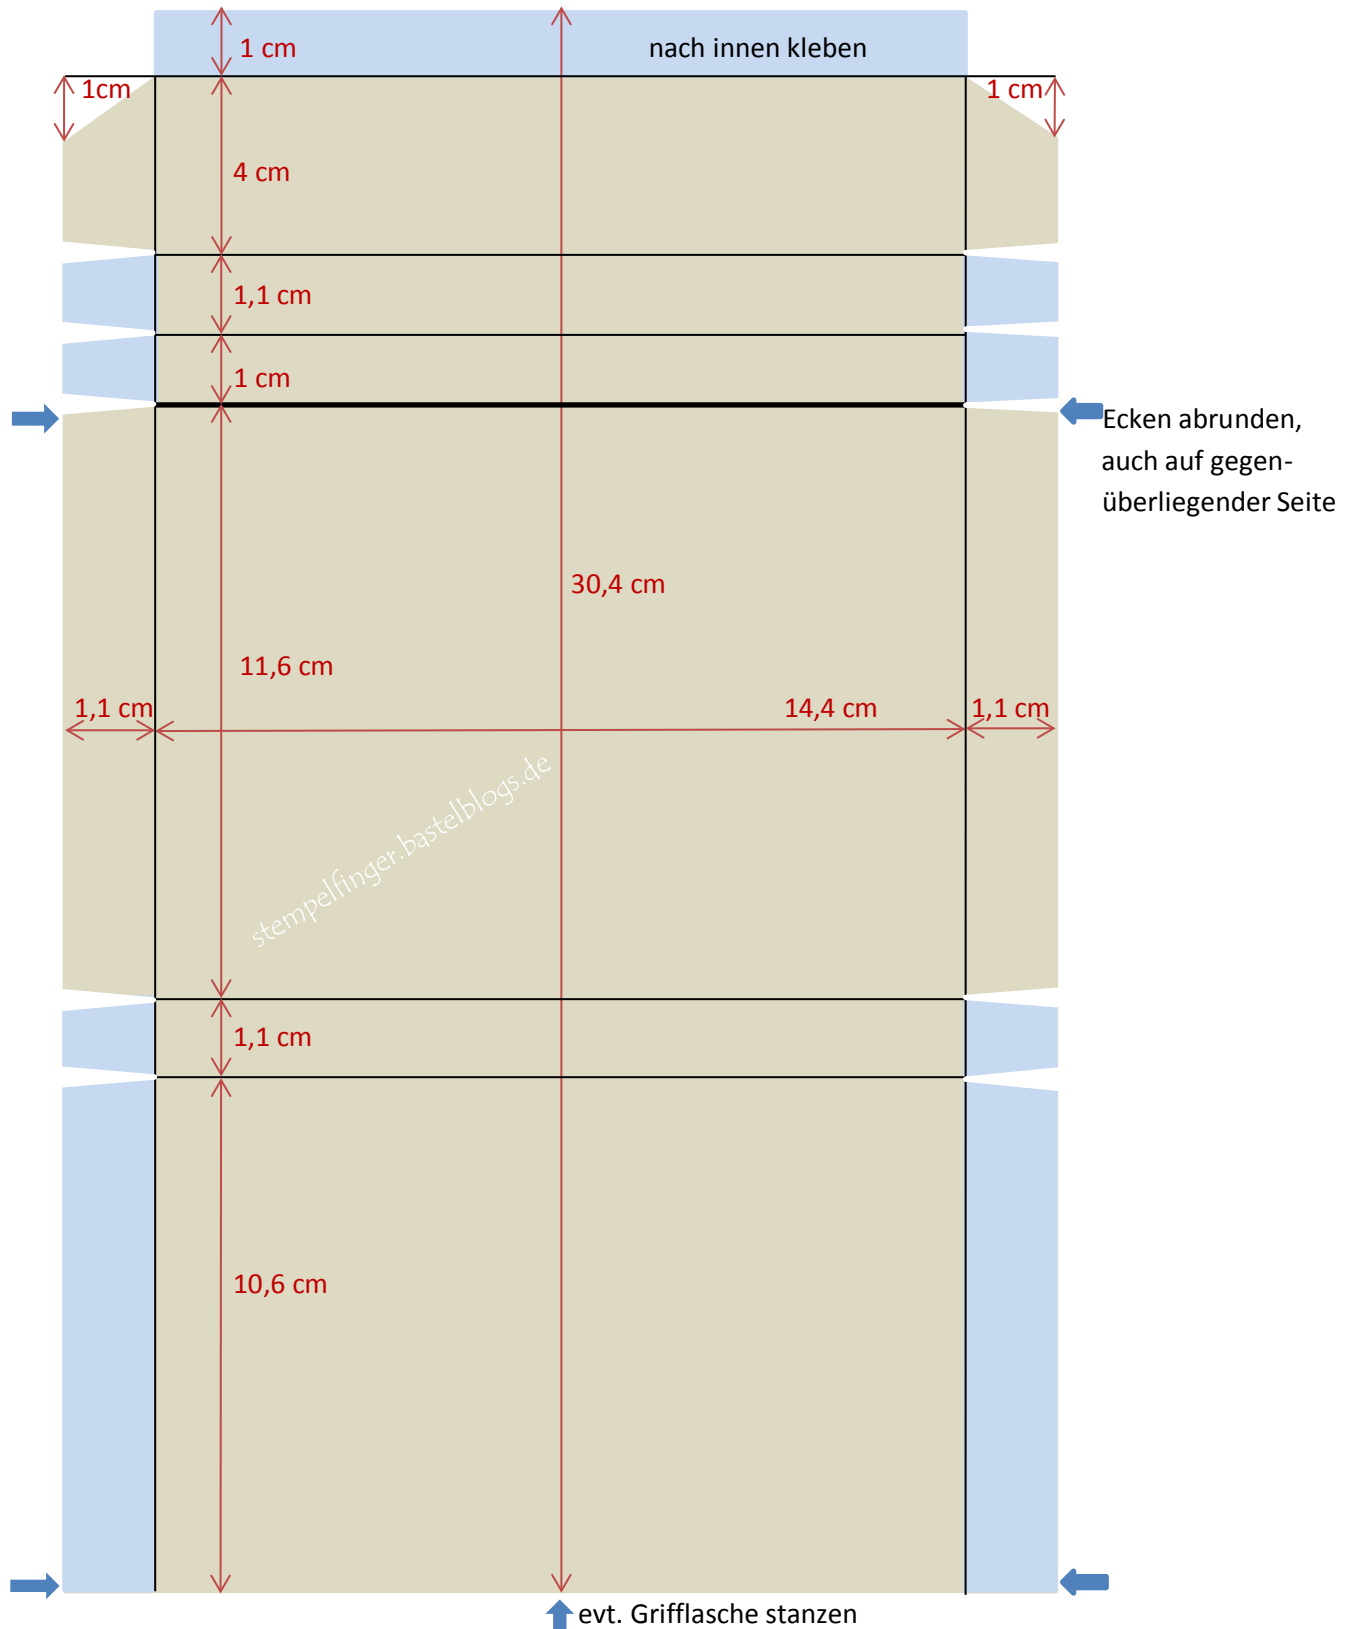 1 cm
nach innen kleben
1cm
1 cm
4 cm
1,1 cm
1 cm
Ecken abrunden,
auch auf gegen-
überliegender Seite
30,4 cm
11,6 cm
1,1 cm
14,4 cm
1,1 cm
stempelfinger.bastelblogs.de
1,1 cm
10,6 cm
evt. Grifflasche stanzen